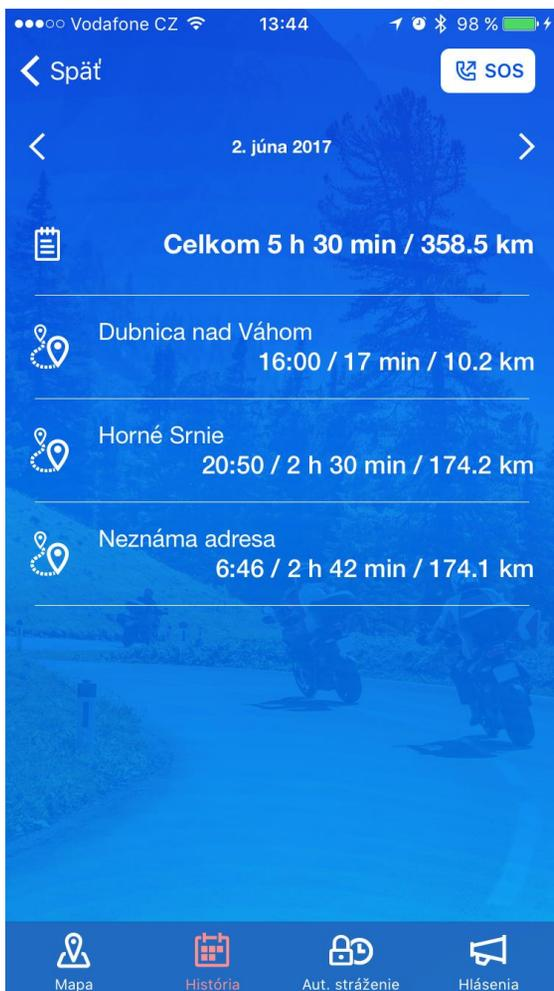 Vodafone CZ 13:44 98 %
Späť SOS
2. júna 2017
Celkom 5 h 30 min / 358.5 km
Dubnica nad Váhom
16:00 / 17 min / 10.2 km
Horné Srnie
20:50 / 2 h 30 min / 174.2 km
Neznáma adresa
6:46 / 2 h 42 min / 174.1 km
Mapa História Aut. stráženie Hlásenia